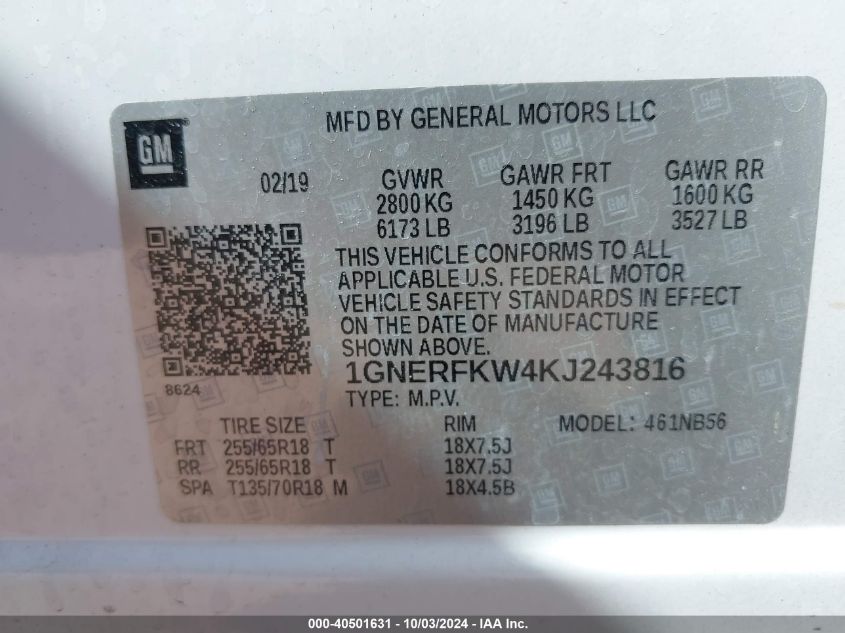 MFD BY GENERAL MOTORS LLC
GM
02/19 GVWR GAWR FRT GAWR RR
2800 KG 1450 KG 1600 KG
6173 LB 3196 LB 3527 LB
THIS VEHICLE CONFORMS TO ALL
APPLICABLE U.S. FEDERAL MOTOR
VEHICLE SAFETY STANDARDS IN EFFECT
ON THE DATE OF MANUFACTURE
SHOWN ABOVE.
8624
1GNERFKW4KJ243816
TYPE: M.P.V.
TIRE SIZE RIM MODEL: 461NB56
FRT 255/65R18 T 18X7.5J
RR 255/65R18 T 18X7.5J
SPA T135/70R18 M 18X4.5B
000-40501631 - 10/03/2024 - IAA Inc.